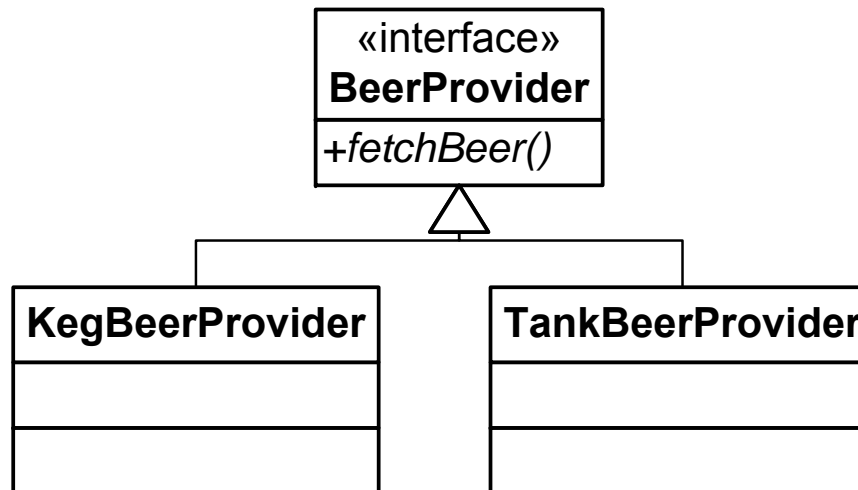 «interface»
BeerProvider
+fetchBeer()
KegBeerProvider
TankBeerProvider